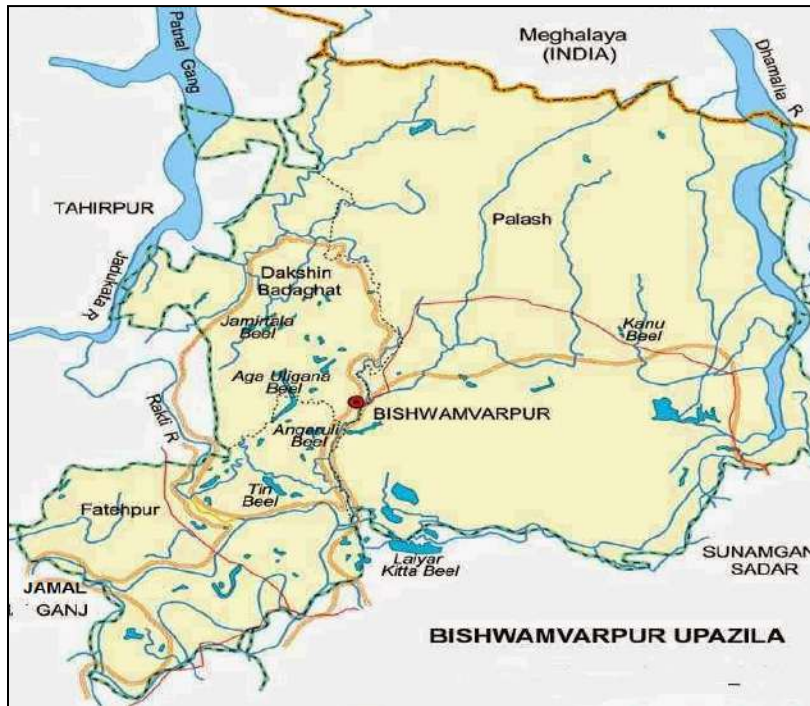 Patnai Gang
Meghalaya
(INDIA)
Dhamalia R
TAHIRPUR
Jadukata R
Palash
Dakshin
Badaghat
Jamirtala
Beel
Kanu
Beel
Aga Uligana
Beel
Rakti R
BISHWAMVARPUR
Angaruli
Beel
Tin
Beel
Fatehpur
Laiyar
Kitta Beel
SUNAMGAN
SADAR
JAMAL
GANJ
BISHWAMVARPUR UPAZILA